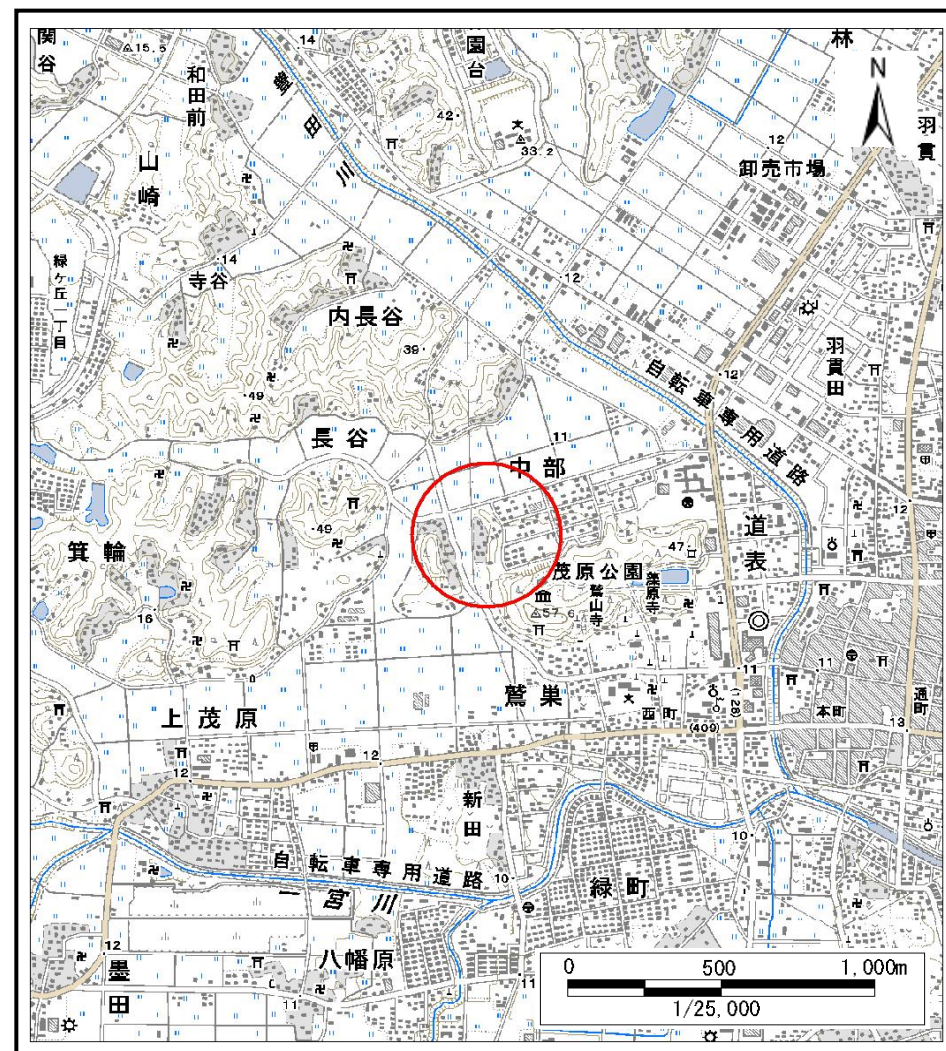 関谷
15.5
和田前
14
豊田川
園台
林
42
33.2
N
羽貫
12
卸売市場
山崎
緑ヶ丘一丁目
14
寺谷
内長谷
39
49
12
羽貫田
自転車専用道路
12
長谷
11
中部
49
箕輪
16
茂原公園
鷲山寺
藻原寺
57.6
47
道表
上茂原
鷲巣
西町
11
(128)
(409)
11
本町
通町
13
12
12
新田
10
自転車専用道路
一宮川
10
緑町
八幡原
12
墨田
11
11
0 500 1,000m
1/25,000